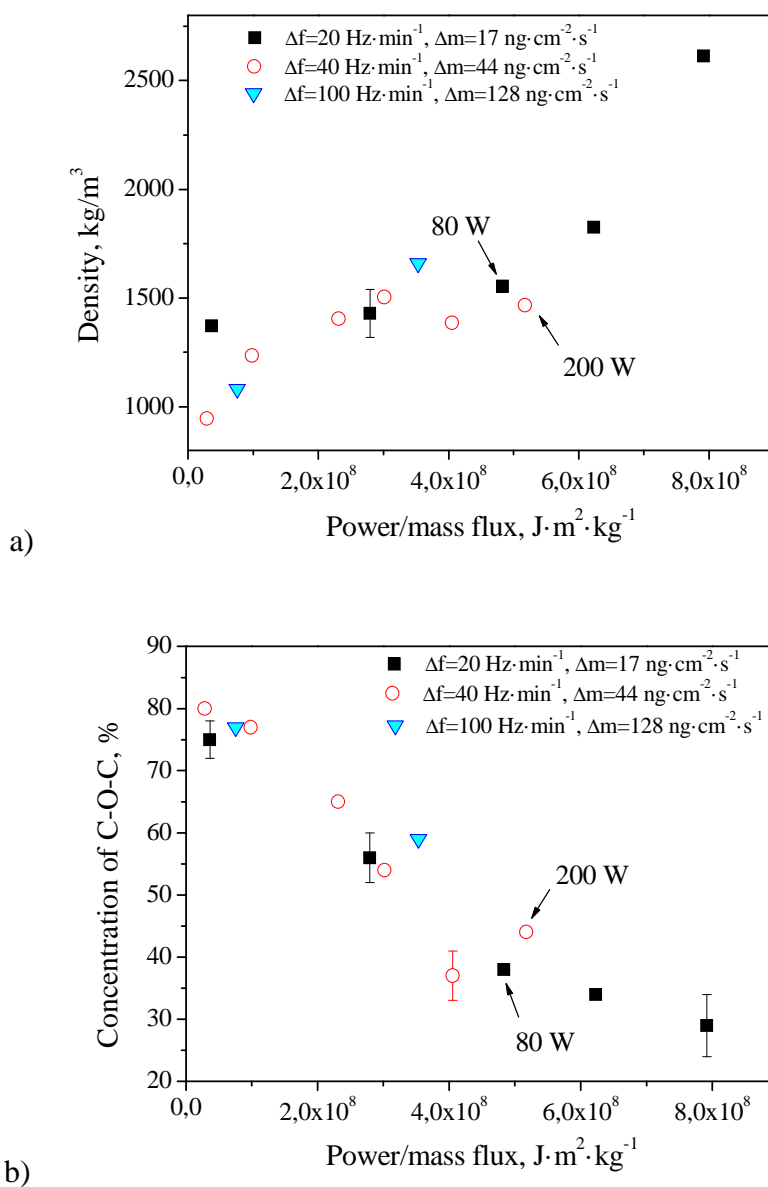 Δf=20 Hz·min⁻¹, Δm=17 ng·cm⁻²·s⁻¹
Δf=40 Hz·min⁻¹, Δm=44 ng·cm⁻²·s⁻¹
Δf=100 Hz·min⁻¹, Δm=128 ng·cm⁻²·s⁻¹
2500
2000
1500
1000
Density, kg/m³
80 W
200 W
0,0
2,0x10⁸
4,0x10⁸
6,0x10⁸
8,0x10⁸
Power/mass flux, J·m²·kg⁻¹
a)
Δf=20 Hz·min⁻¹, Δm=17 ng·cm⁻²·s⁻¹
Δf=40 Hz·min⁻¹, Δm=44 ng·cm⁻²·s⁻¹
Δf=100 Hz·min⁻¹, Δm=128 ng·cm⁻²·s⁻¹
90
80
70
60
50
40
30
20
Concentration of C-O-C, %
200 W
80 W
0,0
2,0x10⁸
4,0x10⁸
6,0x10⁸
8,0x10⁸
Power/mass flux, J·m²·kg⁻¹
b)